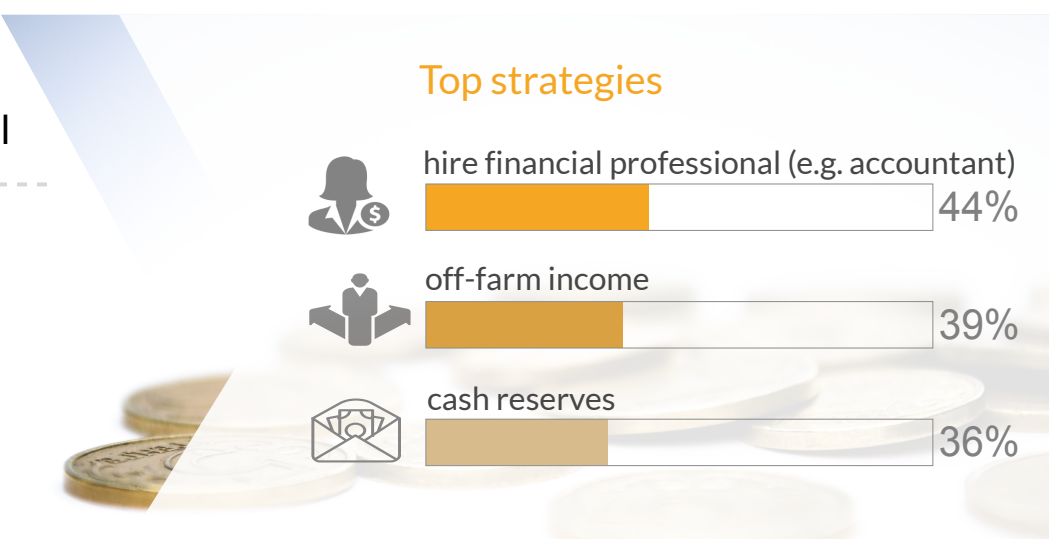 Top strategies
hire financial professional (e.g. accountant)
$
44%
off-farm income
39%
cash reserves
36%